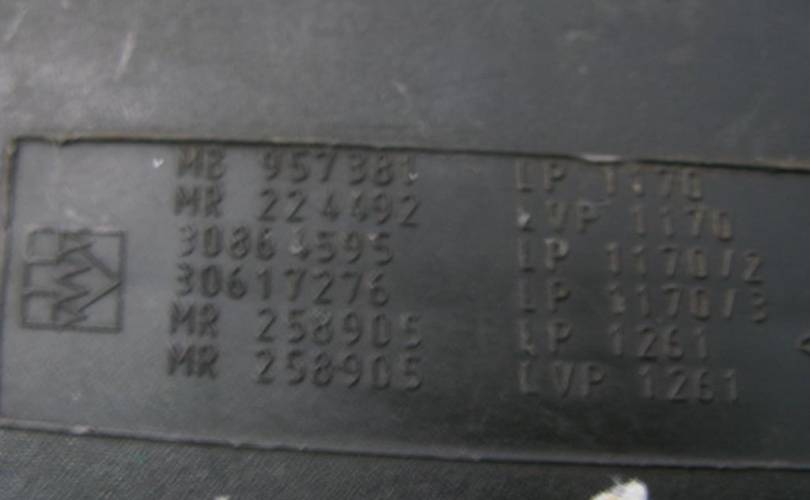 MB 957381 LP 1170
MR 224492 LVP 1170
30864595 LP 1170/2
30617276 LP 1170/3
MR 258905 LP 1261
MR 258905 LVP 1261